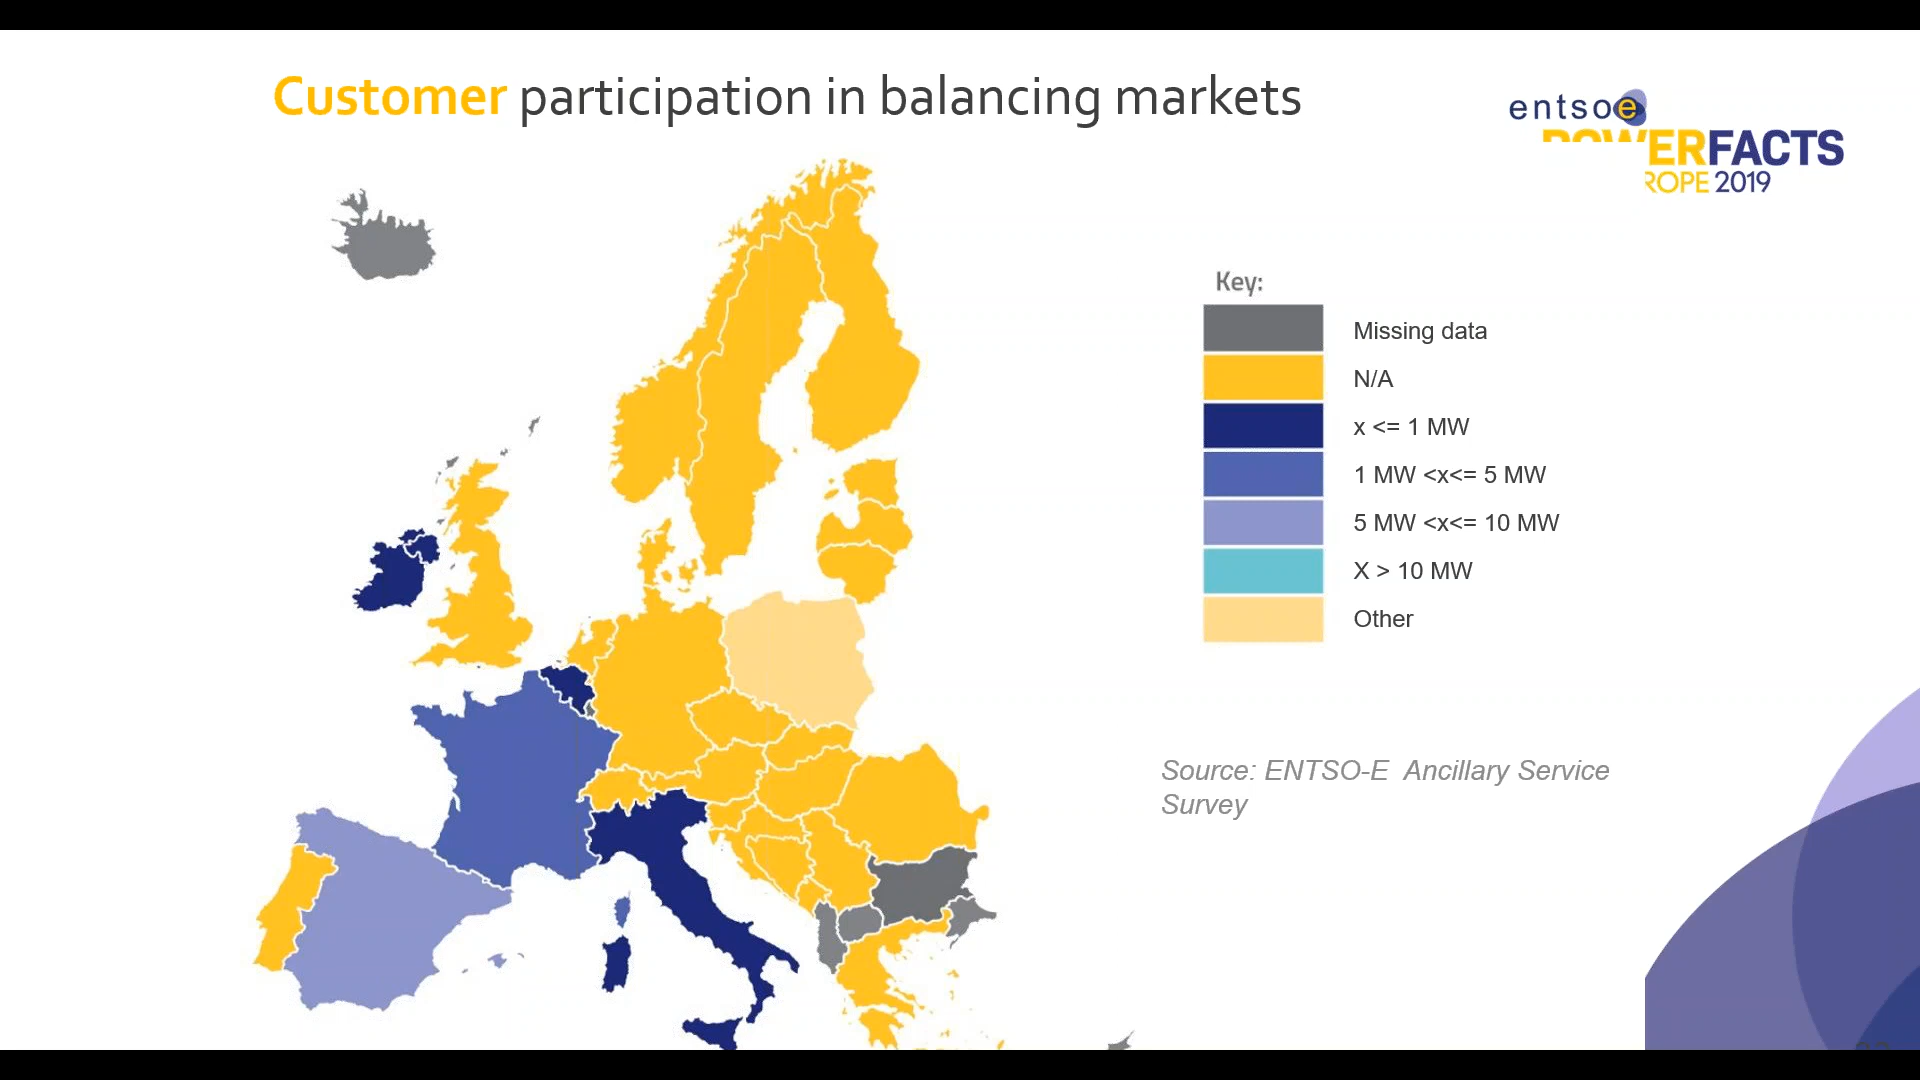 Customer participation in balancing markets
entsoe
POWERFACTS
ROPE 2019
Key:
Missing data
N/A
x <= 1 MW
1 MW <x<= 5 MW
5 MW <x<= 10 MW
X > 10 MW
Other
Source: ENTSO-E Ancillary Service
Survey